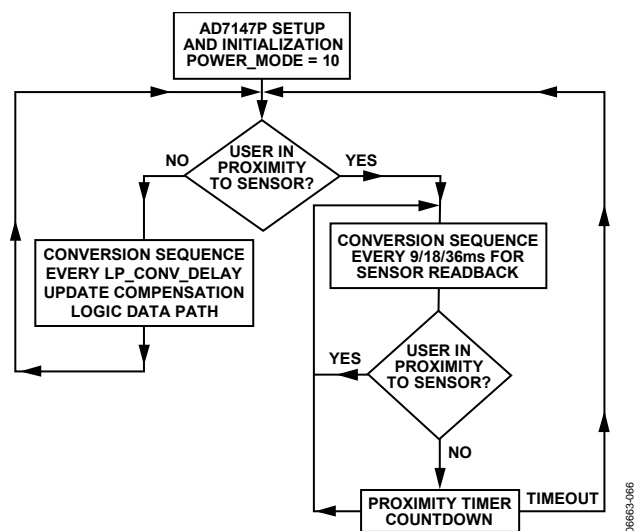 AD7147P SETUP
AND INITIALIZATION
POWER_MODE = 10
NO
USER IN
PROXIMITY
TO SENSOR?
YES
CONVERSION SEQUENCE
EVERY LP_CONV_DELAY
UPDATE COMPENSATION
LOGIC DATA PATH
CONVERSION SEQUENCE
EVERY 9/18/36ms FOR
SENSOR READBACK
YES
USER IN
PROXIMITY
TO SENSOR?
NO
PROXIMITY TIMER
COUNTDOWN
TIMEOUT
06663-066